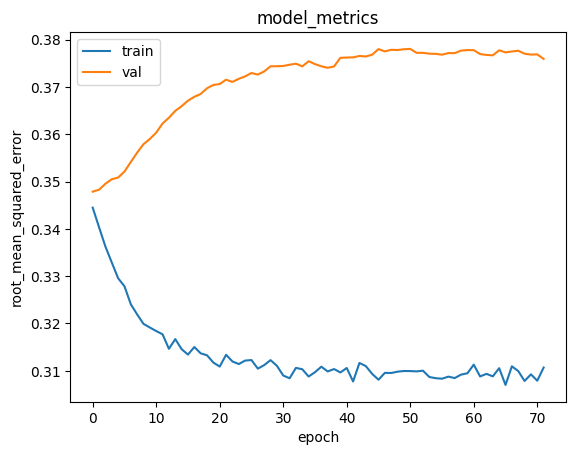 model_metrics
train
val
root_mean_squared_error
0.38
0.37
0.36
0.35
0.34
0.33
0.32
0.31
0 10 20 30 40 50 60 70
epoch